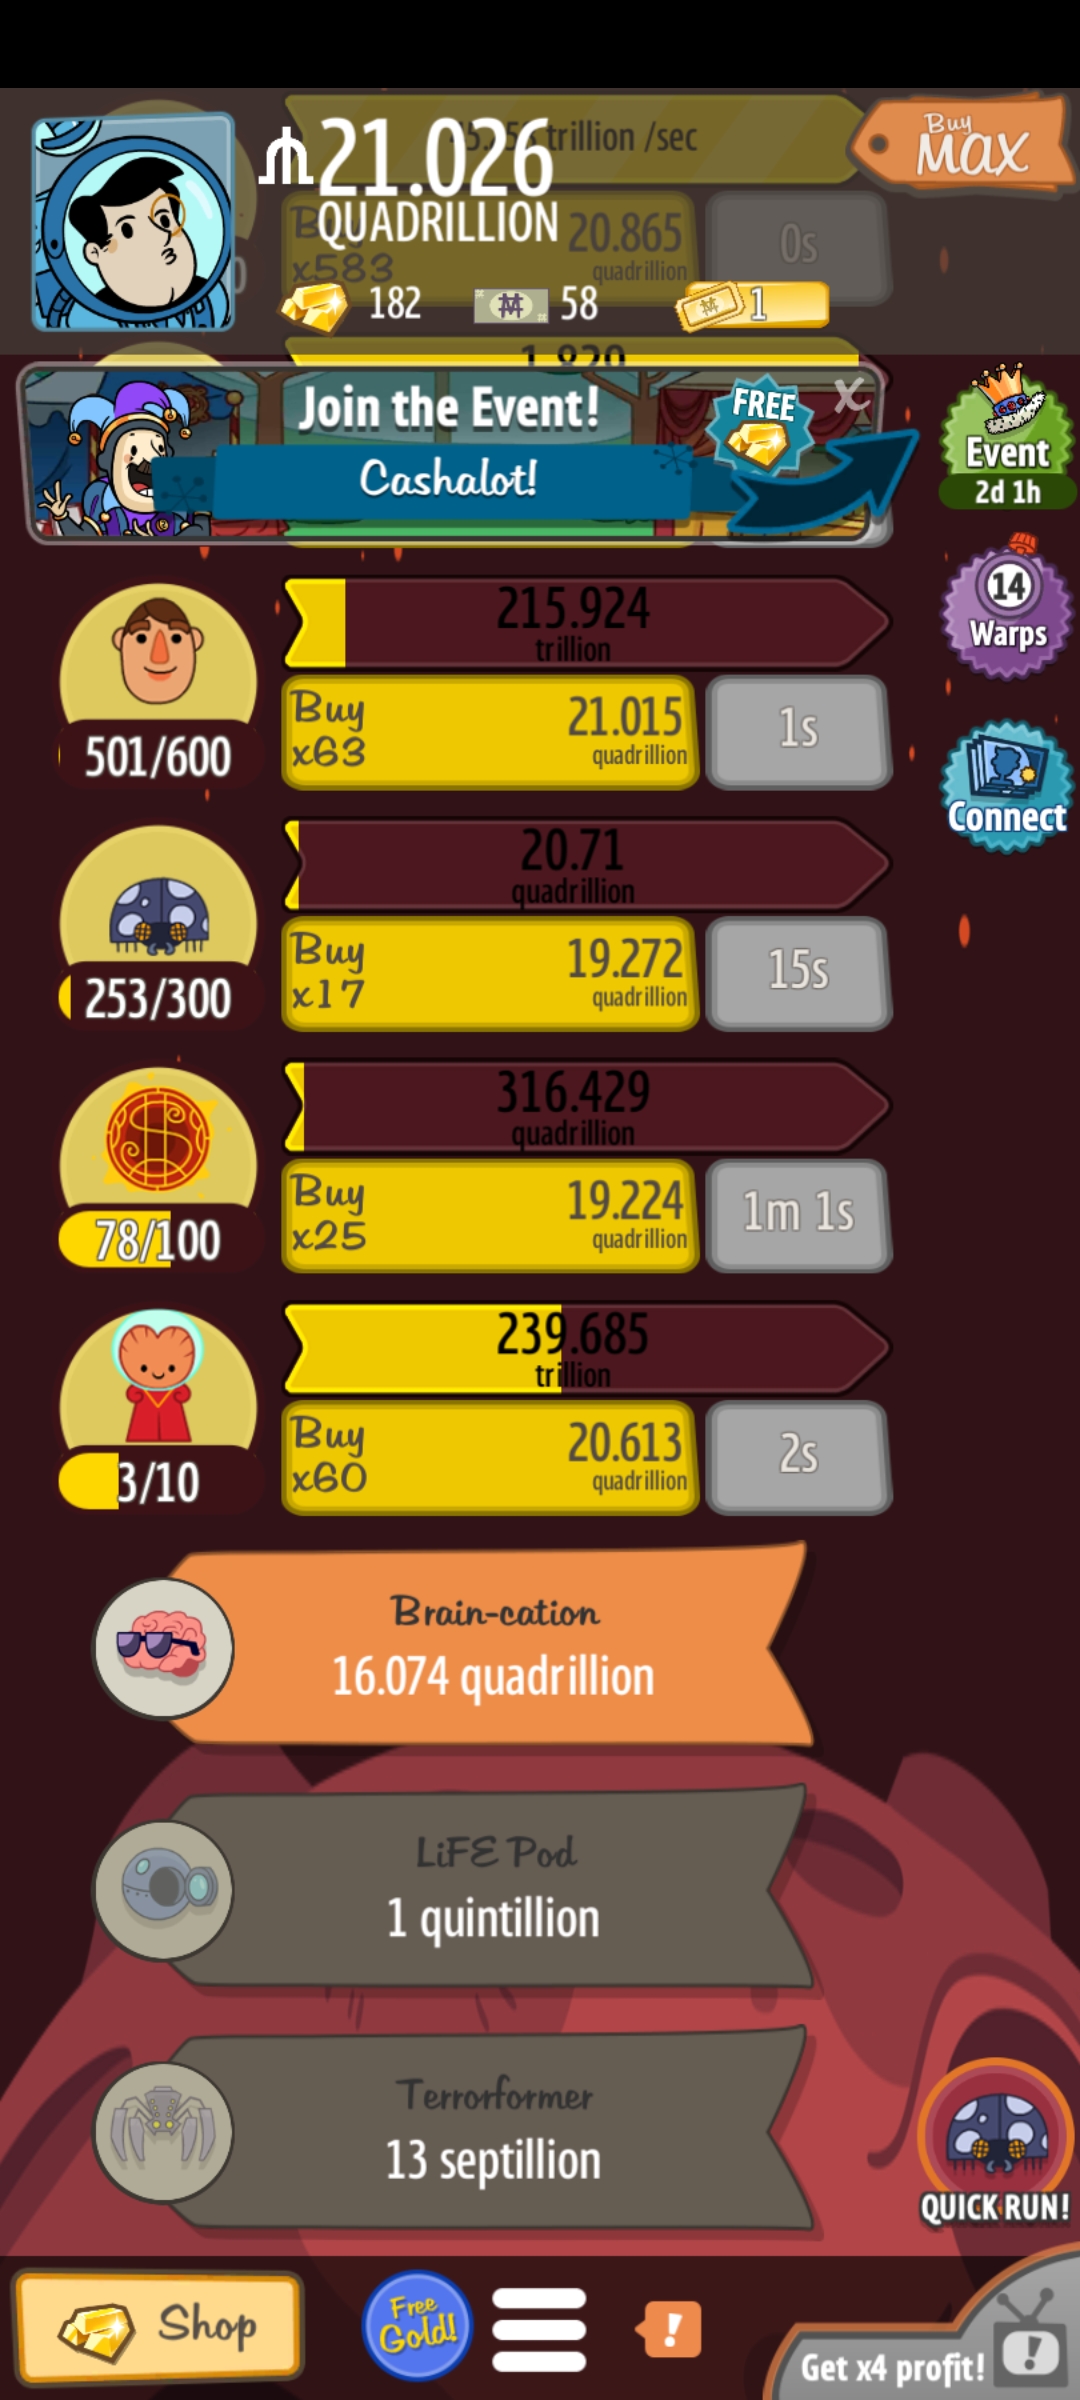 trillion /sec
Buy
MAX
21.026
QUADRILLION
x583
20.865
quadrillion
0s
182
58
1
1.820
Join the Event!
FREE
X
Cashalot!
Event
2d 1h
14
Warps
Connect
215.924
trillion
Buy
x63
21.015
quadrillion
1s
501/600
20.71
quadrillion
Buy
x17
19.272
quadrillion
15s
253/300
316.429
quadrillion
Buy
x25
19.224
quadrillion
1m 1s
78/100
239.685
trillion
Buy
x60
20.613
quadrillion
2s
3/10
Brain-cation
16.074 quadrillion
LiFE Pod
1 quintillion
Terrorformer
13 septillion
QUICK RUN!
Shop
Free
Gold!
!
Get x4 profit!
!